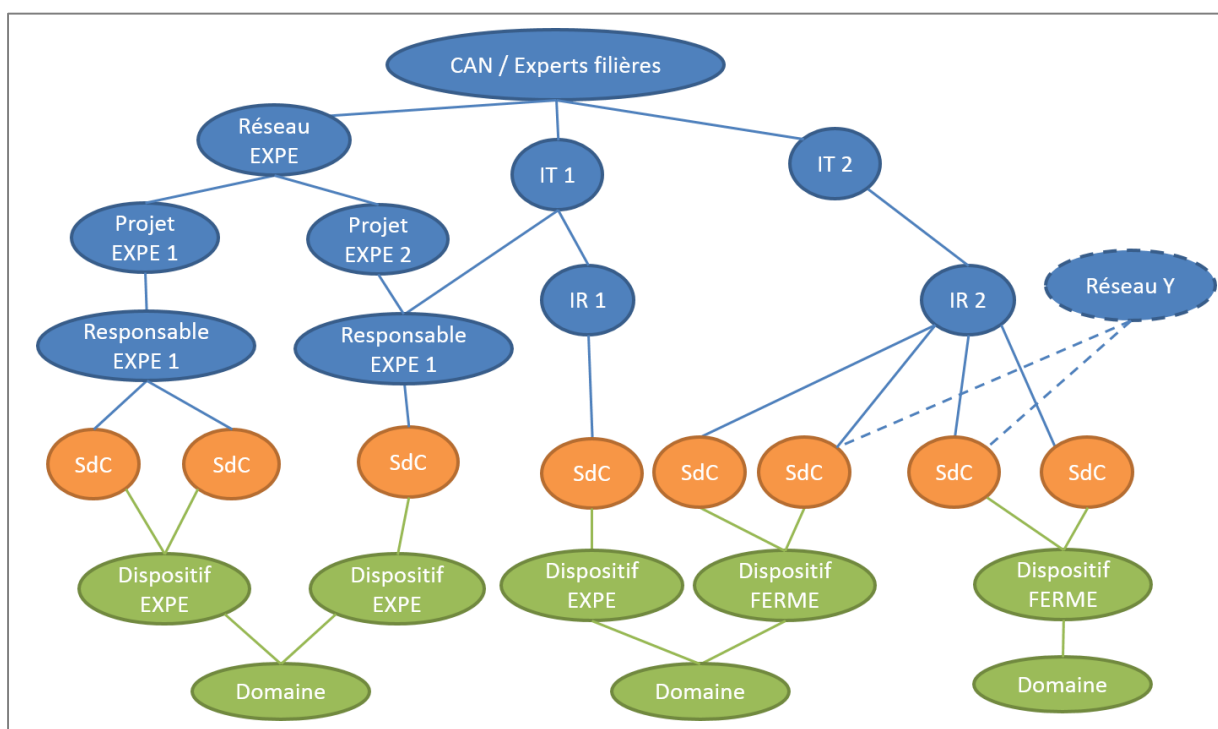 CAN / Experts filières
Réseau
EXPE
IT 1
IT 2
Projet
EXPE 1
Projet
EXPE 2
IR 1
IR 2
Réseau Y
Responsable
EXPE 1
Responsable
EXPE 1
SdC
SdC
SdC
SdC
SdC
SdC
SdC
SdC
Dispositif
EXPE
Dispositif
EXPE
Dispositif
EXPE
Dispositif
FERME
Dispositif
FERME
Domaine
Domaine
Domaine